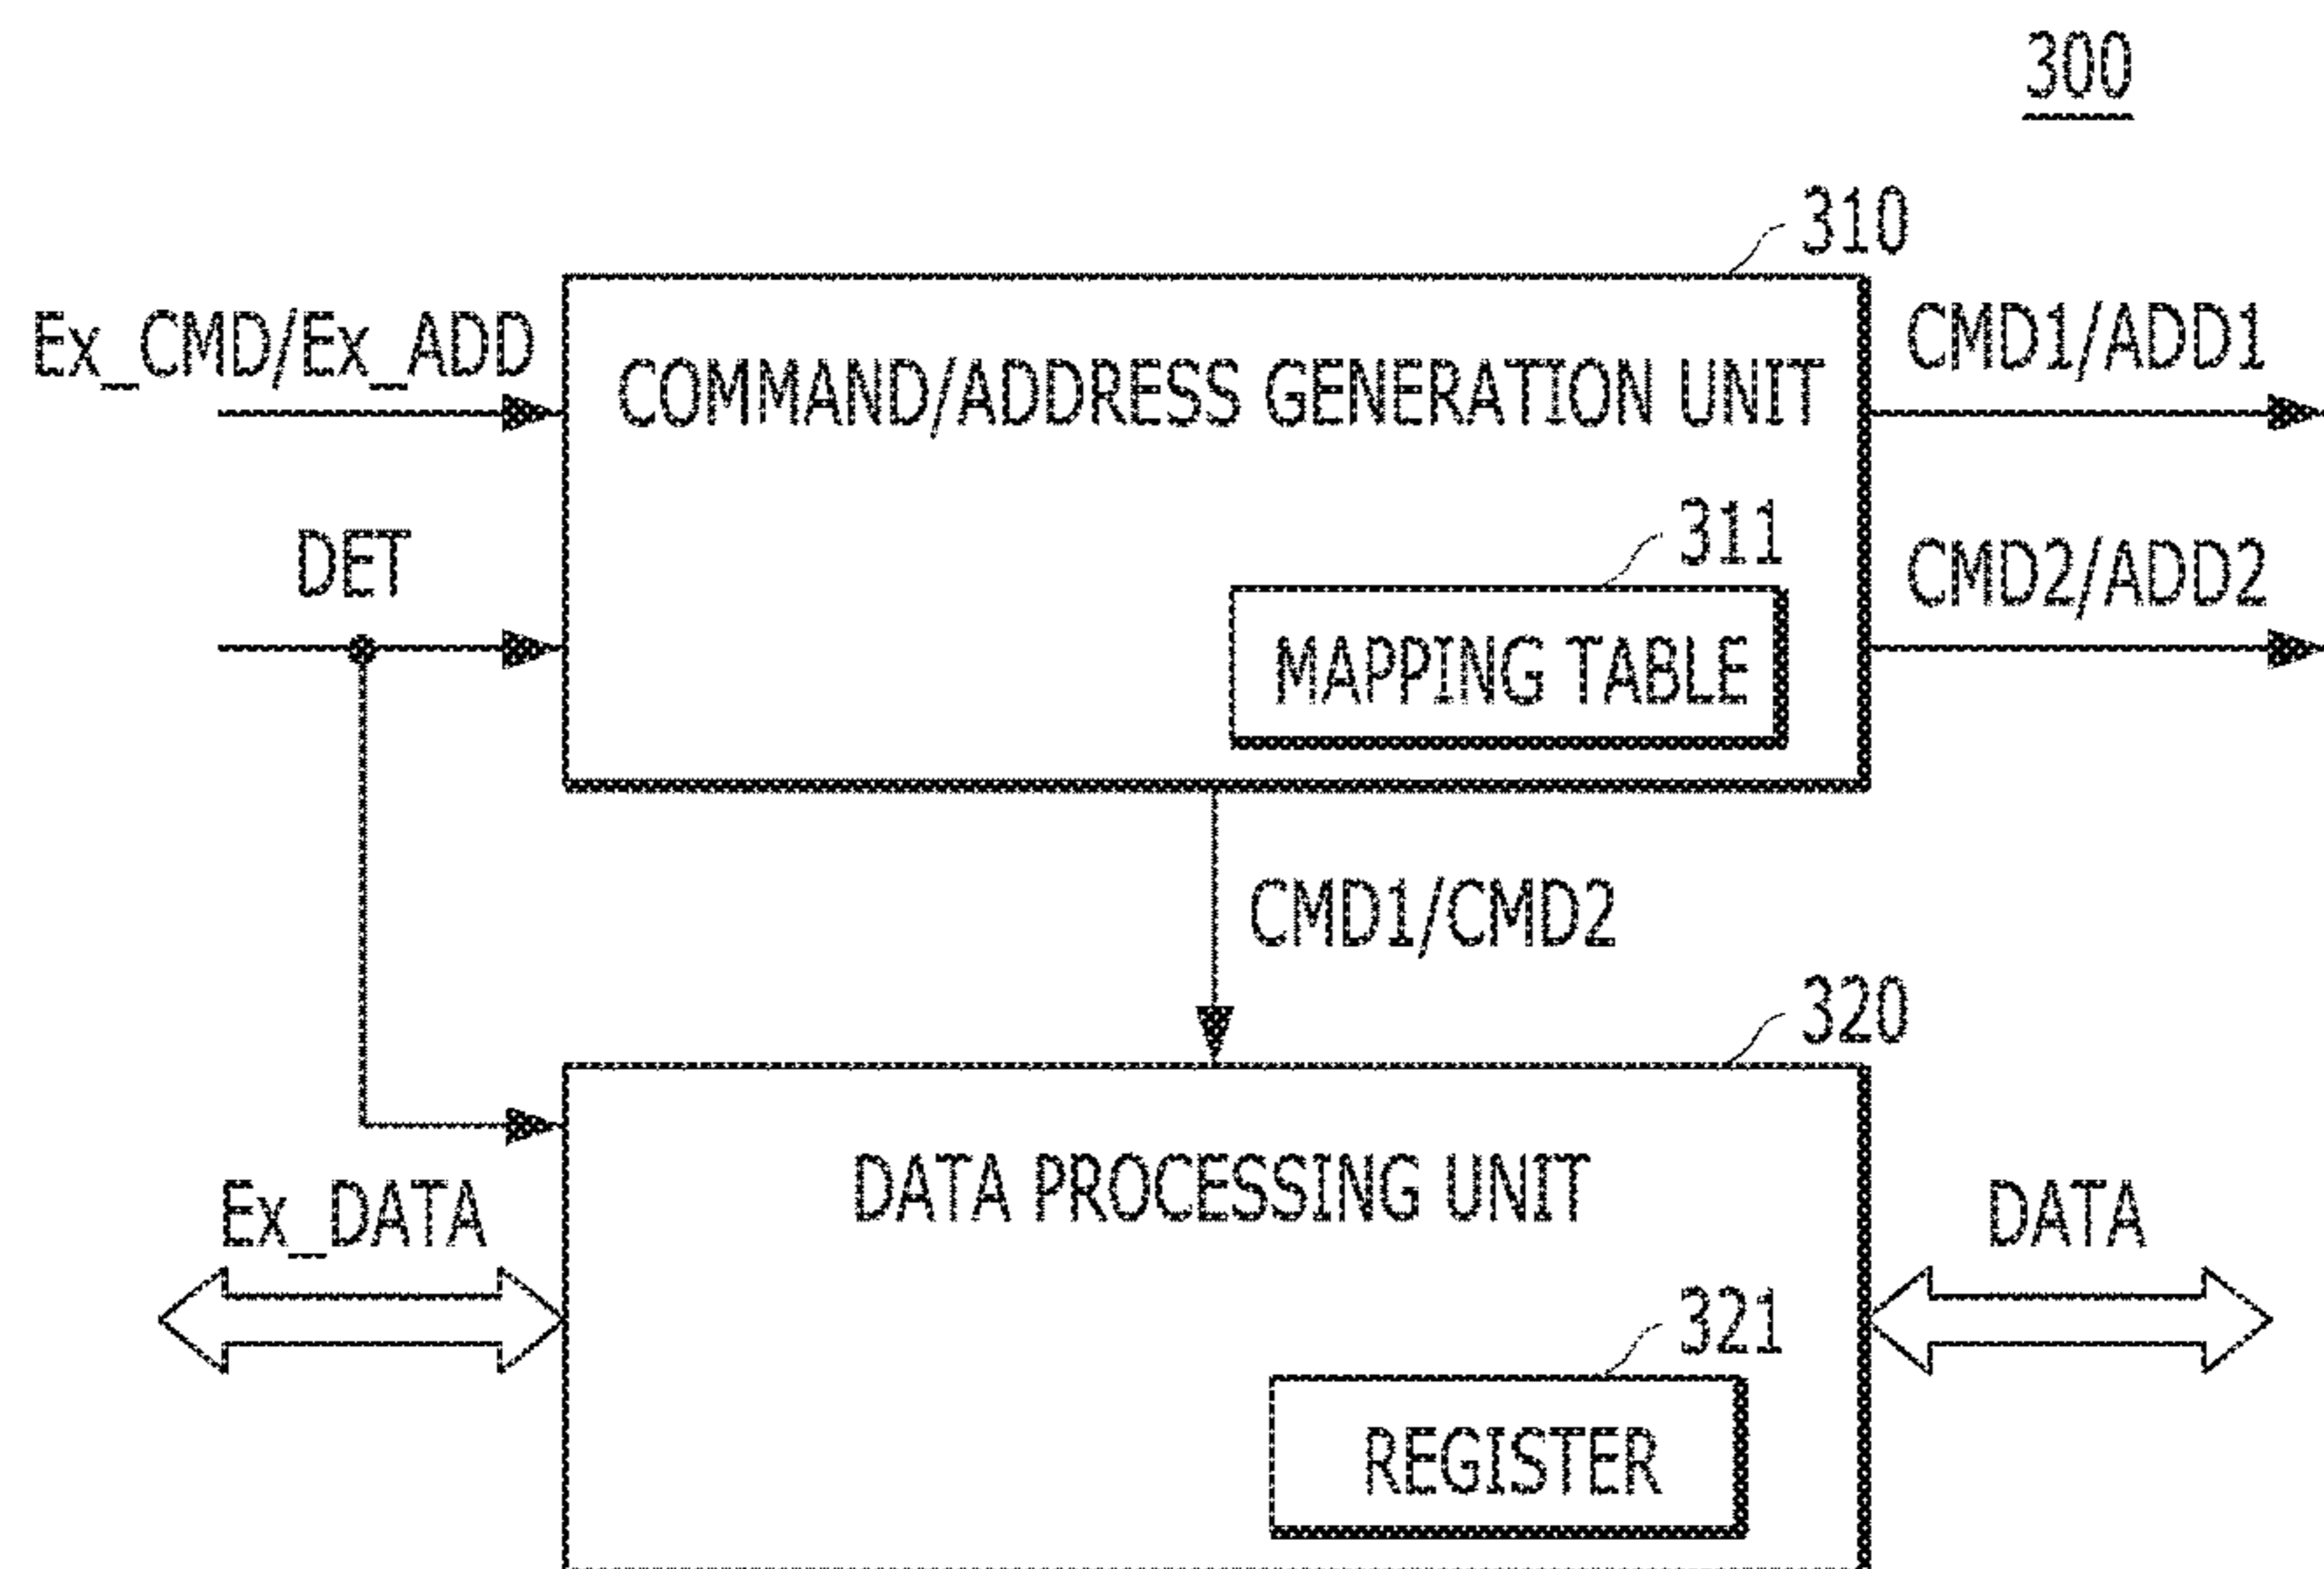 300
310
Ex_CMD/Ex_ADD
CMD1/ADD1
COMMAND/ADDRESS GENERATION UNIT
311
DET
CMD2/ADD2
MAPPING TABLE
CMD1/CMD2
320
DATA PROCESSING UNIT
Ex_DATA
DATA
321
REGISTER